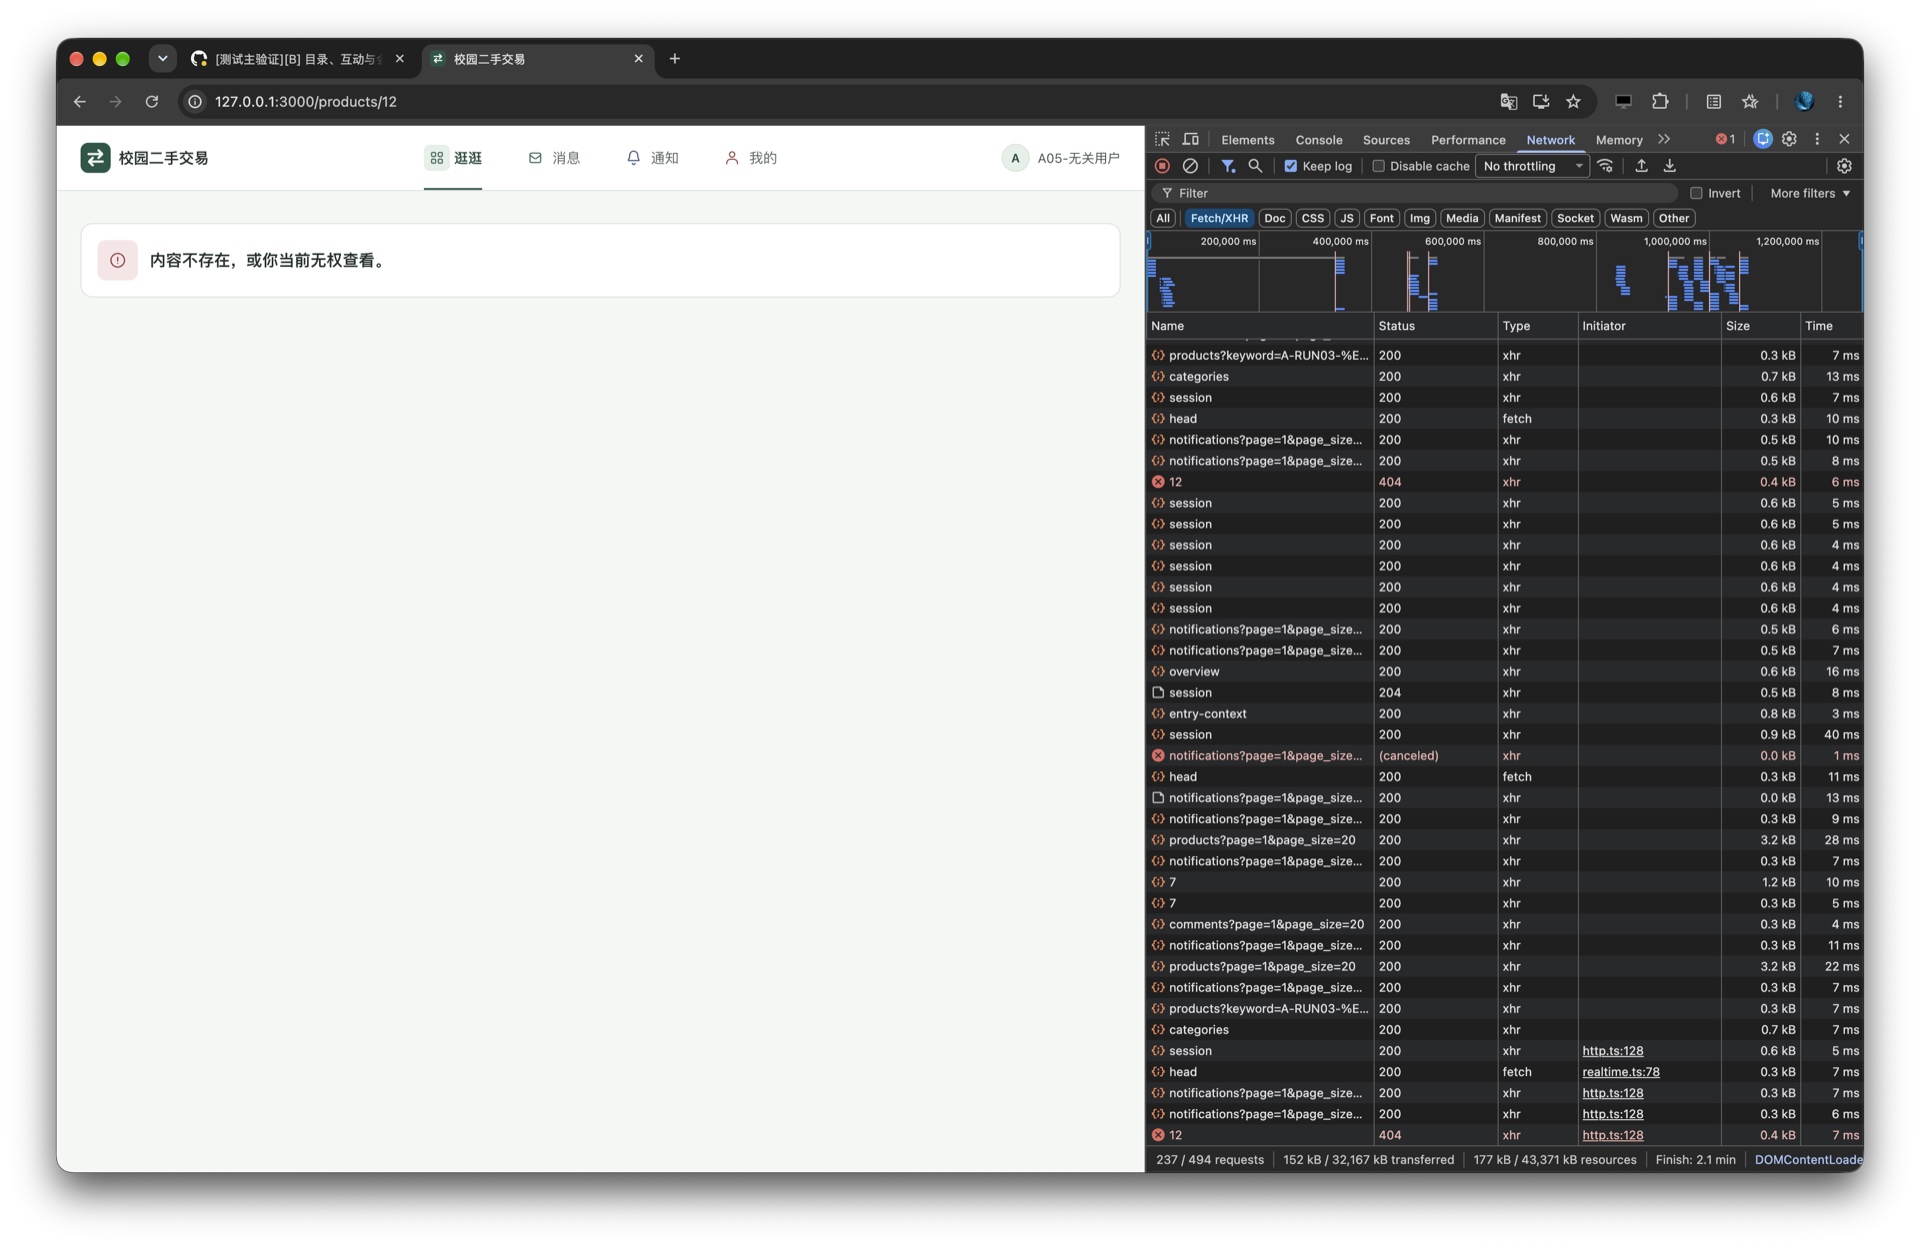 [测试主验证][B] 目录、互动与
校园二手交易
127.0.0.1:3000/products/12
校园二手交易
逛逛
消息
通知
我的
A
A05-无关用户
内容不存在，或你当前无权查看。
Elements Console Sources Performance Network Memory 1
Keep log Disable cache No throttling
Filter Invert More filters
All Fetch/XHR Doc CSS JS Font Img Media Manifest Socket Wasm Other
200,000 ms 400,000 ms 600,000 ms 800,000 ms 1,000,000 ms 1,200,000 ms
Name Status Type Initiator Size Time
products?keyword=A-RUN03-%E... 200 xhr 0.3 kB 7 ms
categories 200 xhr 0.7 kB 13 ms
session 200 xhr 0.6 kB 7 ms
head 200 fetch 0.3 kB 10 ms
notifications?page=1&page_size... 200 xhr 0.5 kB 10 ms
notifications?page=1&page_size... 200 xhr 0.5 kB 8 ms
12 404 xhr 0.4 kB 6 ms
session 200 xhr 0.6 kB 5 ms
session 200 xhr 0.6 kB 5 ms
session 200 xhr 0.6 kB 4 ms
session 200 xhr 0.6 kB 4 ms
session 200 xhr 0.6 kB 4 ms
session 200 xhr 0.6 kB 4 ms
notifications?page=1&page_size... 200 xhr 0.5 kB 6 ms
notifications?page=1&page_size... 200 xhr 0.5 kB 7 ms
overview 200 xhr 0.6 kB 16 ms
session 204 xhr 0.5 kB 8 ms
entry-context 200 xhr 0.8 kB 3 ms
session 200 xhr 0.9 kB 40 ms
notifications?page=1&page_size... (canceled) xhr 0.0 kB 1 ms
head 200 fetch 0.3 kB 11 ms
notifications?page=1&page_size... 200 xhr 0.0 kB 13 ms
notifications?page=1&page_size... 200 xhr 0.3 kB 9 ms
products?page=1&page_size=20 200 xhr 3.2 kB 28 ms
notifications?page=1&page_size... 200 xhr 0.3 kB 7 ms
7 200 xhr 1.2 kB 10 ms
7 200 xhr 0.3 kB 5 ms
comments?page=1&page_size=20 200 xhr 0.3 kB 4 ms
notifications?page=1&page_size... 200 xhr 0.3 kB 11 ms
products?page=1&page_size=20 200 xhr 3.2 kB 22 ms
notifications?page=1&page_size... 200 xhr 0.3 kB 7 ms
products?keyword=A-RUN03-%E... 200 xhr 0.3 kB 7 ms
categories 200 xhr 0.7 kB 7 ms
session 200 xhr http.ts:128 0.6 kB 5 ms
head 200 fetch realtime.ts:78 0.3 kB 7 ms
notifications?page=1&page_size... 200 xhr http.ts:128 0.3 kB 7 ms
notifications?page=1&page_size... 200 xhr http.ts:128 0.3 kB 6 ms
12 404 xhr http.ts:128 0.4 kB 7 ms
237 / 494 requests 152 kB / 32,167 kB transferred 177 kB / 43,371 kB resources Finish: 2.1 min DOMContentLoade